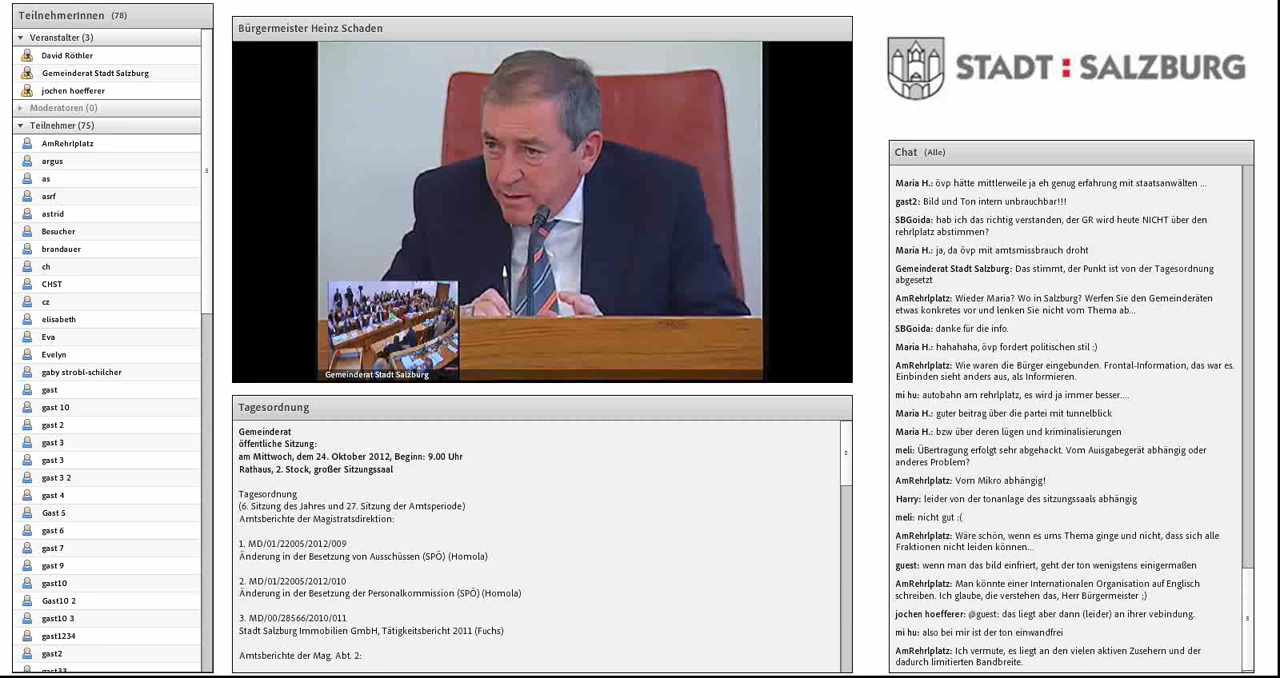 TeilnehmerInnen (78)
Veranstalter (3)
David Röthler
Gemeinderat Stadt Salzburg
jochen hoefferer
Moderatoren (0)
Teilnehmer (75)
AmRehrlplatz
argus
as
asrf
astrid
Besucher
brandauer
ch
CHST
cz
elisabeth
Eva
Evelyn
gaby strobl-schilcher
gast
gast 10
gast 2
gast 3
gast 3
gast 3 2
gast 4
Gast 5
gast 6
gast 7
gast 9
gast10
Gast10 2
gast10 3
gast1234
gast2
gast33
Bürgermeister Heinz Schaden
Gemeinderat Stadt Salzburg
Tagesordnung
Gemeinderat
öffentliche Sitzung:
am Mittwoch, dem 24. Oktober 2012, Beginn: 9.00 Uhr
Rathaus, 2. Stock, großer Sitzungssaal
Tagesordnung
(6. Sitzung des Jahres und 27. Sitzung der Amtsperiode)
Amtsberichte der Magistratsdirektion:
1. MD/01/22005/2012/009
Änderung in der Besetzung von Ausschüssen (SPÖ) (Homola)
2. MD/01/22005/2012/010
Änderung in der Besetzung der Personalkommission (SPÖ) (Homola)
3. MD/00/28566/2010/011
Stadt Salzburg Immobilien GmbH, Tätigkeitsbericht 2011 (Fuchs)
Amtsberichte der Mag. Abt. 2:
STADT : SALZBURG
Chat (Alle)
Maria H.: övp hätte mittlerweile ja eh genug erfahrung mit staatsanwälten ...
gast2: Bild und Ton intern unbrauchbar!!!
SBGoida: hab ich das richtig verstanden, der GR wird heute NICHT über den
rehrlplatz abstimmen?
Maria H.: ja, da övp mit amtsmissbrauch droht
Gemeinderat Stadt Salzburg: Das stimmt, der Punkt ist von der Tagesordnung
abgesetzt
AmRehrlplatz: Wieder Maria? Wo in Salzburg? Werfen Sie den Gemeinderäten
etwas konkretes vor und lenken Sie nicht vom Thema ab...
SBGoida: danke für die info.
Maria H.: hahahaha, övp fordert politischen stil :)
AmRehrlplatz: Wie waren die Bürger eingebunden. Frontal-Information, das war es.
Einbinden sieht anders aus, als Informieren.
mi hu: autobahn am rehrlplatz, es wird ja immer besser....
Maria H.: guter beitrag über die partei mit tunnelblick
Maria H.: bzw über deren lügen und kriminalisierungen
meli: ÜBertragung erfolgt sehr abgehackt. Vom Auisgabegerät abhängig oder
anderes Problem?
AmRehrlplatz: Vom Mikro abhängig!
Harry: leider von der tonanlage des sitzungssaals abhängig
meli: nicht gut :(
AmRehrlplatz: Wäre schön, wenn es ums Thema ginge und nicht, dass sich alle
Fraktionen nicht leiden können...
guest: wenn man das bild einfriert, geht der ton wenigstens einigermaßen
AmRehrlplatz: Man könnte einer Internationalen Organisation auf Englisch
schreiben. Ich glaube, die verstehen das, Herr Bürgermeister ;)
jochen hoefferer: @guest: das liegt aber dann (leider) an ihrer vebindung.
mi hu: also bei mir ist der ton einwandfrei
AmRehrlplatz: Ich vermute, es liegt an den vielen aktiven Zusehern und der
dadurch limitierten Bandbreite.